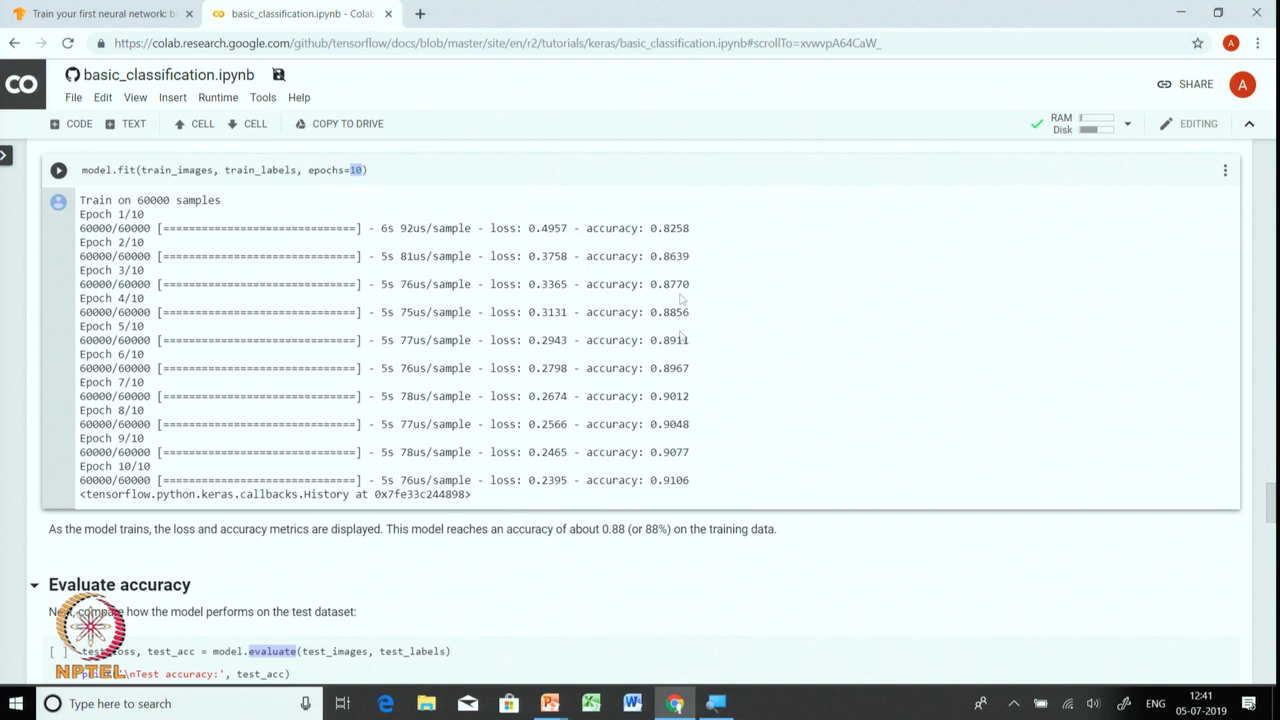 Train your first neural network: ba
basic_classification.ipynb - Colab
https://colab.research.google.com/github/tensorflow/docs/blob/master/site/en/r2/tutorials/keras/basic_classification.ipynb#scrollTo=xvwvpA64CaW_
A
CO
basic_classification.ipynb
SHARE
A
File Edit View Insert Runtime Tools Help
CODE TEXT CELL CELL COPY TO DRIVE
RAM
Disk
EDITING
model.fit(train_images, train_labels, epochs=10)
Train on 60000 samples
Epoch 1/10
60000/60000 [==============================] - 6s 92us/sample - loss: 0.4957 - accuracy: 0.8258
Epoch 2/10
60000/60000 [==============================] - 5s 81us/sample - loss: 0.3758 - accuracy: 0.8639
Epoch 3/10
60000/60000 [==============================] - 5s 76us/sample - loss: 0.3365 - accuracy: 0.8770
Epoch 4/10
60000/60000 [==============================] - 5s 75us/sample - loss: 0.3131 - accuracy: 0.8856
Epoch 5/10
60000/60000 [==============================] - 5s 77us/sample - loss: 0.2943 - accuracy: 0.8911
Epoch 6/10
60000/60000 [==============================] - 5s 76us/sample - loss: 0.2798 - accuracy: 0.8967
Epoch 7/10
60000/60000 [==============================] - 5s 78us/sample - loss: 0.2674 - accuracy: 0.9012
Epoch 8/10
60000/60000 [==============================] - 5s 77us/sample - loss: 0.2566 - accuracy: 0.9048
Epoch 9/10
60000/60000 [==============================] - 5s 78us/sample - loss: 0.2465 - accuracy: 0.9077
Epoch 10/10
60000/60000 [==============================] - 5s 76us/sample - loss: 0.2395 - accuracy: 0.9106
<tensorflow.python.keras.callbacks.History at 0x7fe33c244898>
As the model trains, the loss and accuracy metrics are displayed. This model reaches an accuracy of about 0.88 (or 88%) on the training data.
Evaluate accuracy
Next, compare how the model performs on the test dataset:
[ ] test_loss, test_acc = model.evaluate(test_images, test_labels)
print('\nTest accuracy:', test_acc)
NPTEL
Type here to search
ENG
12:41
05-07-2019